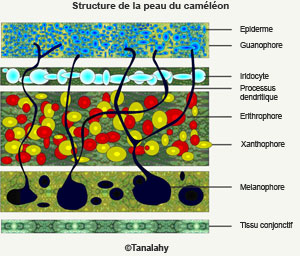 Structure de la peau du caméléon
Epiderme
Guanophore
Iridocyte
Processus
dendritique
Erithrophore
Xanthophore
Melanophore
Tissu conjonctif
©Tanalahy